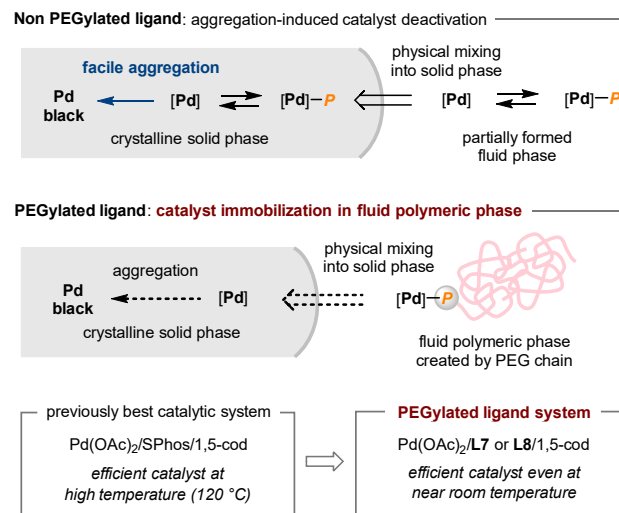 Non PEGylated ligand: aggregation-induced catalyst deactivation
facile aggregation
physical mixing
into solid phase
Pd
black
[Pd]
[Pd]–P
[Pd]
[Pd]–P
crystalline solid phase
partially formed
fluid phase
PEGylated ligand: catalyst immobilization in fluid polymeric phase
aggregation
physical mixing
into solid phase
Pd
black
[Pd]
[Pd]–P
crystalline solid phase
fluid polymeric phase
created by PEG chain
previously best catalytic system
Pd(OAc)2/SPhos/1,5-cod
efficient catalyst at
high temperature (120 °C)
PEGylated ligand system
Pd(OAc)2/L7 or L8/1,5-cod
efficient catalyst even at
near room temperature